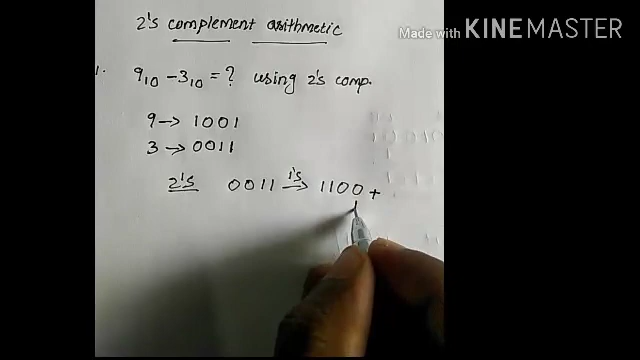 2's complement arithmetic
Made with KINEMASTER
1. 9₁₀ – 3₁₀ = ? using 2's comp.
9 → 1001
3 → 0011
2's 0011 1's → 1100 +
1